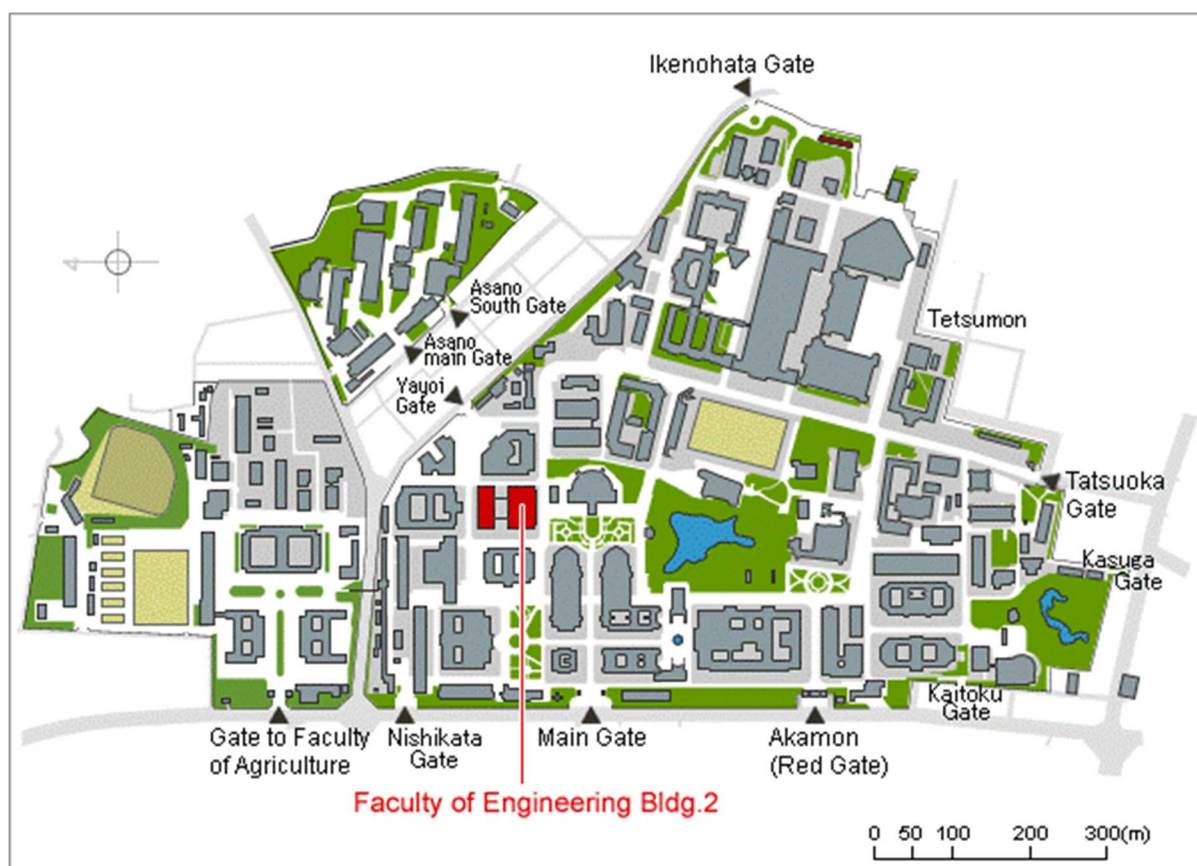 Ikenohata Gate
Asano
South Gate
Asano
main Gate
Yayoi
Gate
Tetsumon
Tatsuoka
Gate
Kasuga
Gate
Kaitoku
Gate
Gate to Faculty
of Agriculture
Nishikata
Gate
Main Gate
Akamon
(Red Gate)
Faculty of Engineering Bldg.2
0 50 100 200 300(m)